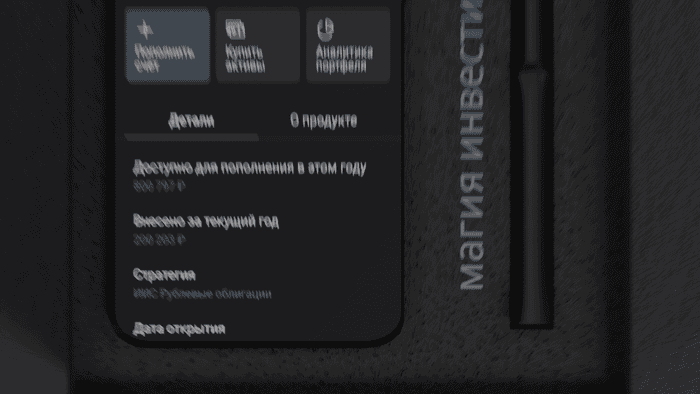 Пополнить
счёт
Купить
активы
Аналитика
портфеля
Детали
О продукте
Доступно для пополнения в этом году
Внесено за текущий год
Стратегия
ИИС Рублевые облигации
Дата открытия
магия инвести